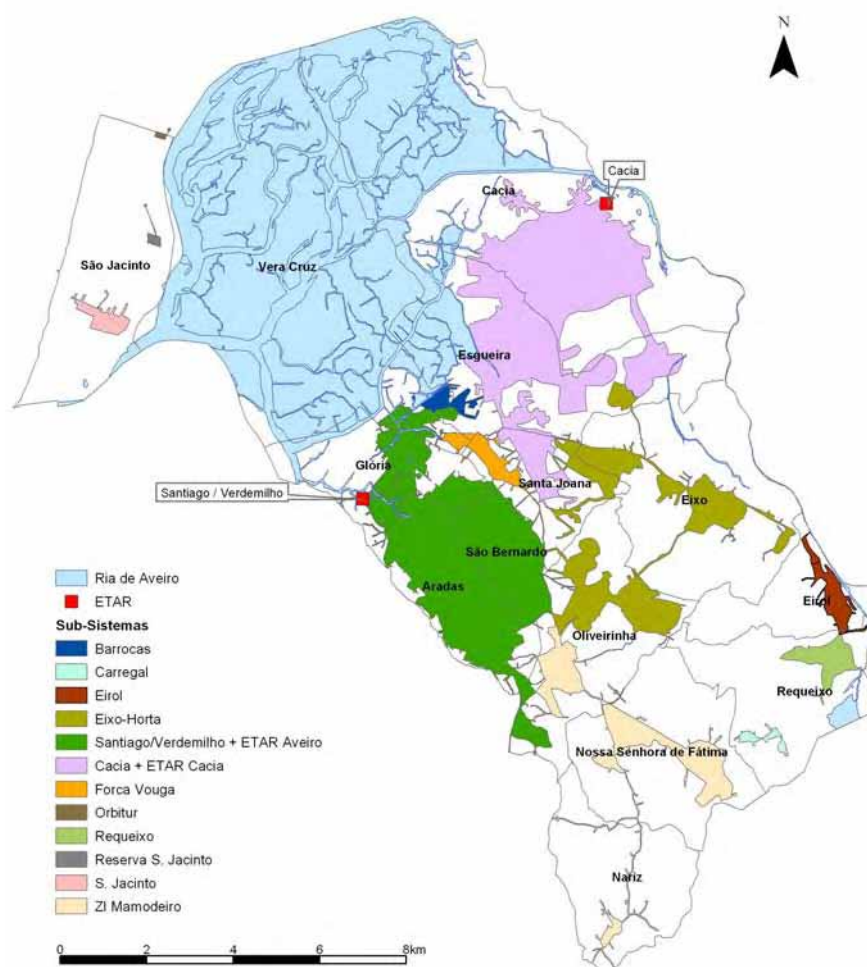 N
Cacia
Cacia
São Jacinto
Vera Cruz
Esgueira
Glória
Santa Joana
Santiago / Verdemilho
Eixo
São Bernardo
Aradas
Eirol
Oliveirinha
Requeixo
Nossa Senhora de Fátima
Nariz
Ria de Aveiro
ETAR
Sub-Sistemas
Barrocas
Carregal
Eirol
Eixo-Horta
Santiago/Verdemilho + ETAR Aveiro
Cacia + ETAR Cacia
Forca Vouga
Orbitur
Requeixo
Reserva S. Jacinto
S. Jacinto
ZI Mamodeiro
0 2 4 6 8km